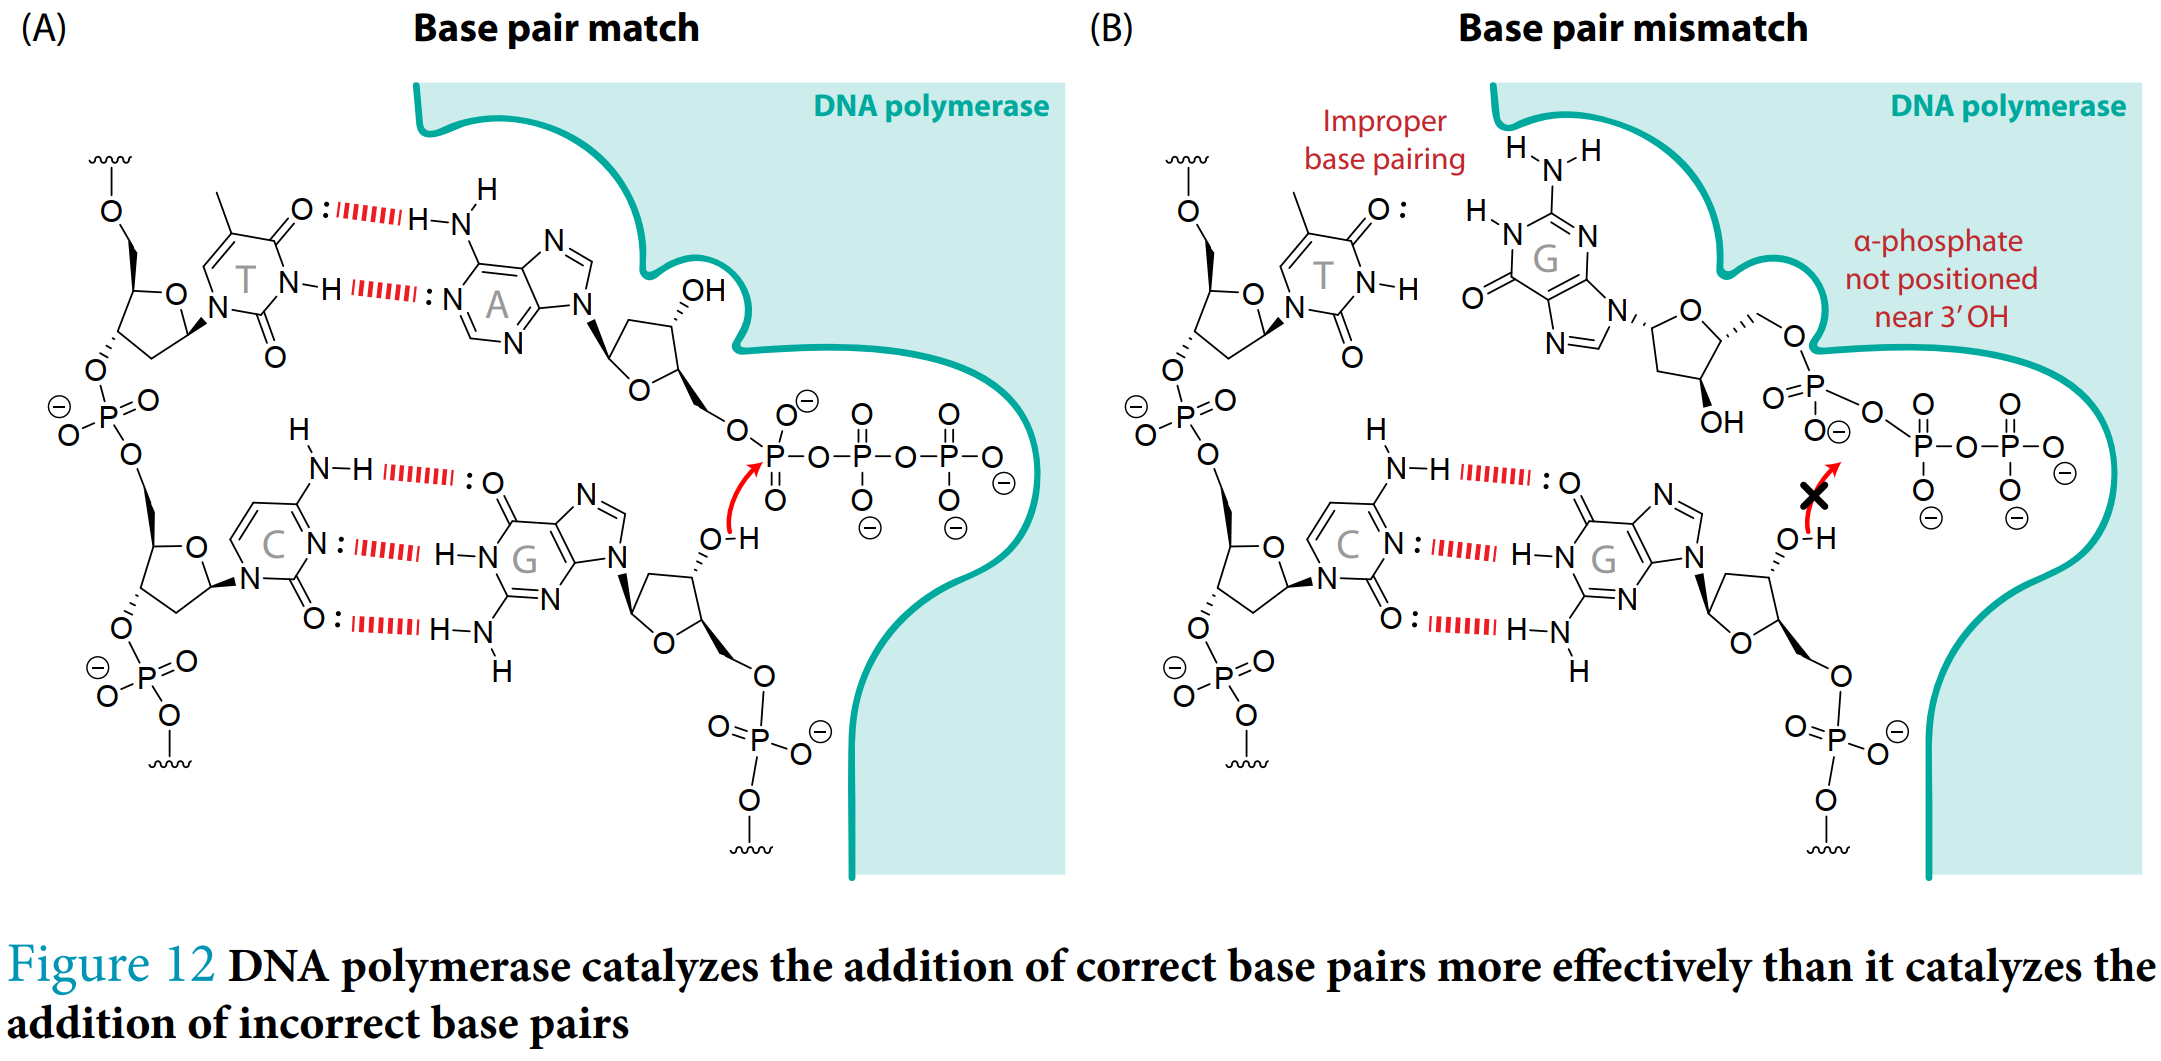 (A)
Base pair match
DNA polymerase
O
O
P
O
O
⊖
O
O
N
N
H
O
O
T
H
N
H
N
N
N
N
A
OH
O
O
P
O
⊖
O
O
P
O
O
⊖
O
P
O
O
⊖
O
⊖
O
P
O
O
⊖
O
O
N
N
O
N
H
H
C
O
N
H
N
N
N
N
H
H
G
O
H
O
O
P
O
O
⊖
O
(B)
Base pair mismatch
DNA polymerase
Improper
base pairing
α-phosphate
not positioned
near 3’ OH
O
O
P
O
O
⊖
O
O
N
N
H
O
O
T
H
H
N
H
N
N
O
N
N
G
O
OH
O
P
O
O
⊖
O
P
O
O
⊖
O
P
O
O
⊖
O
⊖
O
P
O
O
⊖
O
O
N
N
O
N
H
H
C
O
N
H
N
N
N
N
H
H
G
O
H
O
O
P
O
O
⊖
O
Figure 12 DNA polymerase catalyzes the addition of correct base pairs more effectively than it catalyzes the
addition of incorrect base pairs